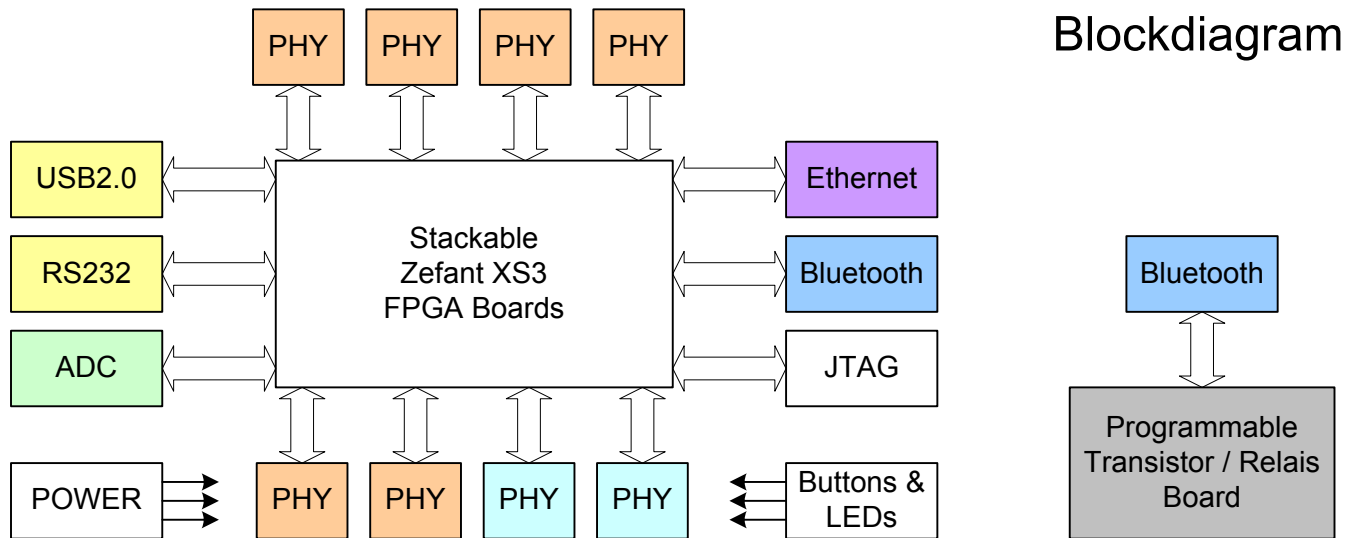 Blockdiagram
PHY
PHY
PHY
PHY
USB2.0
Ethernet
RS232
Stackable
Zefant XS3
FPGA Boards
Bluetooth
Bluetooth
ADC
JTAG
Programmable
Transistor / Relais
Board
POWER
PHY
PHY
PHY
PHY
Buttons &
LEDs